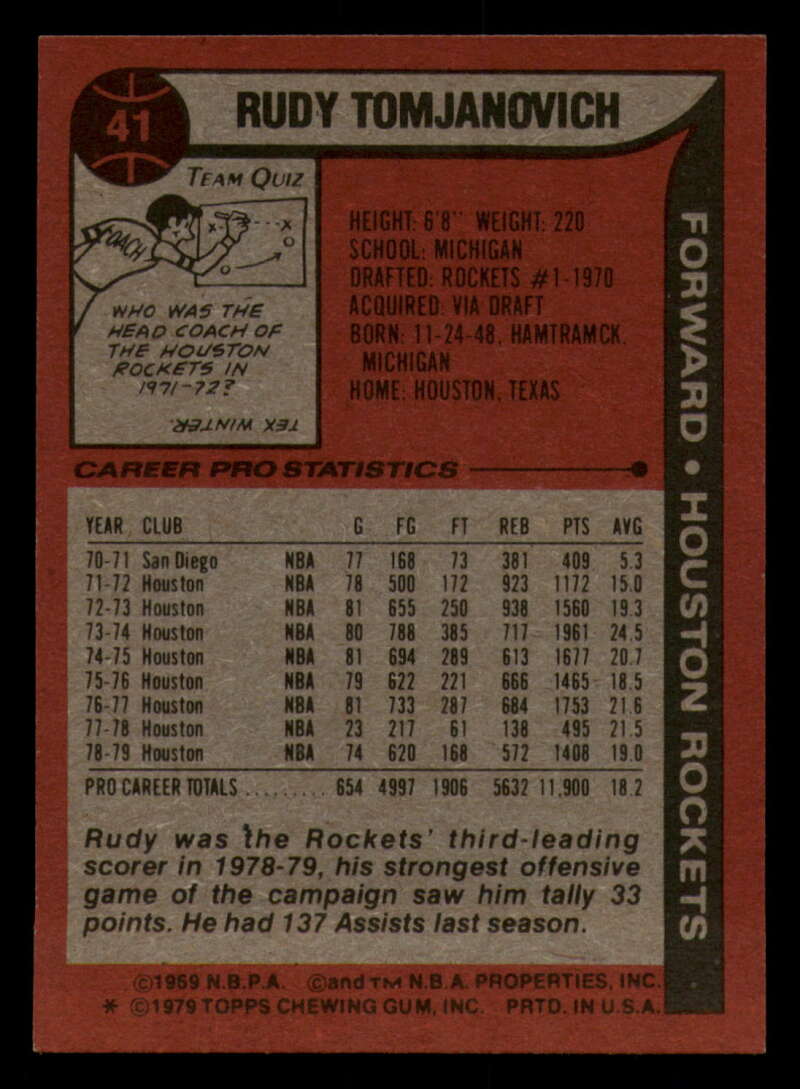 41
RUDY TOMJANOVICH
TEAM QUIZ
COACH
x
x
o
o
WHO WAS THE
HEAD COACH OF
THE HOUSTON
ROCKETS IN
1971-72?
TEX WINTER.
HEIGHT: 6'8" WEIGHT: 220
SCHOOL: MICHIGAN
DRAFTED: ROCKETS #1-1970
ACQUIRED: VIA DRAFT
BORN: 11-24-48, HAMTRAMCK,
MICHIGAN
HOME: HOUSTON, TEXAS
FORWARD • HOUSTON ROCKETS
CAREER PRO STATISTICS
YEAR CLUB G FG FT REB PTS AVG
70-71 San Diego NBA 77 168 73 381 409 5.3
71-72 Houston NBA 78 500 172 923 1172 15.0
72-73 Houston NBA 81 655 250 938 1560 19.3
73-74 Houston NBA 80 788 385 717 1961 24.5
74-75 Houston NBA 81 694 289 613 1677 20.7
75-76 Houston NBA 79 622 221 666 1465 18.5
76-77 Houston NBA 81 733 287 684 1753 21.6
77-78 Houston NBA 23 217 61 138 495 21.5
78-79 Houston NBA 74 620 168 572 1408 19.0
PRO CAREER TOTALS ......... 654 4997 1906 5632 11,900 18.2
Rudy was the Rockets' third-leading
scorer in 1978-79, his strongest offensive
game of the campaign saw him tally 33
points. He had 137 Assists last season.
©1969 N.B.P.A. ©and TM N.B.A. PROPERTIES, INC.
* ©1979 TOPPS CHEWING GUM, INC. PRTD. IN U.S.A.